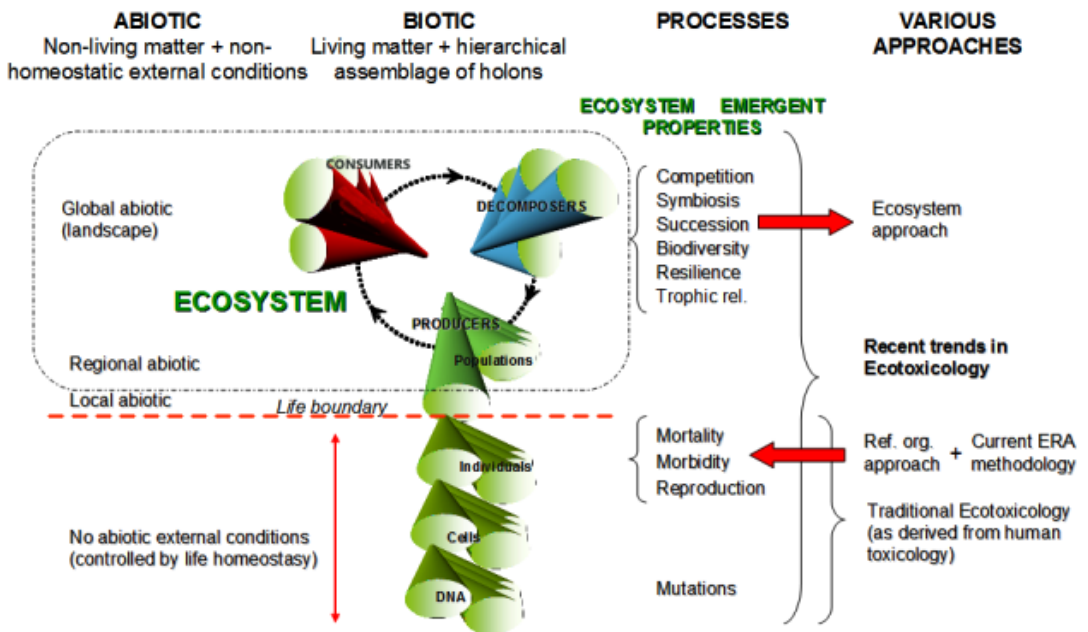 ABIOTIC
Non-living matter + non-
homeostatic external conditions
BIOTIC
Living matter + hierarchical
assemblage of holons
PROCESSES
VARIOUS
APPROACHES
ECOSYSTEM EMERGENT
PROPERTIES
Global abiotic
(landscape)
CONSUMERS
DECOMPOSERS
ECOSYSTEM
PRODUCERS
Populations
Competition
Symbiosis
Succession
Biodiversity
Resilience
Trophic rel.
Ecosystem
approach
Regional abiotic
Local abiotic
Life boundary
Recent trends in
Ecotoxicology
Individuals
Cells
DNA
Mortality
Morbidity
Reproduction
Ref. org.
approach
+
Current ERA
methodology
No abiotic external conditions
(controlled by life homeostasy)
Traditional Ecotoxicology
(as derived from human
toxicology)
Mutations